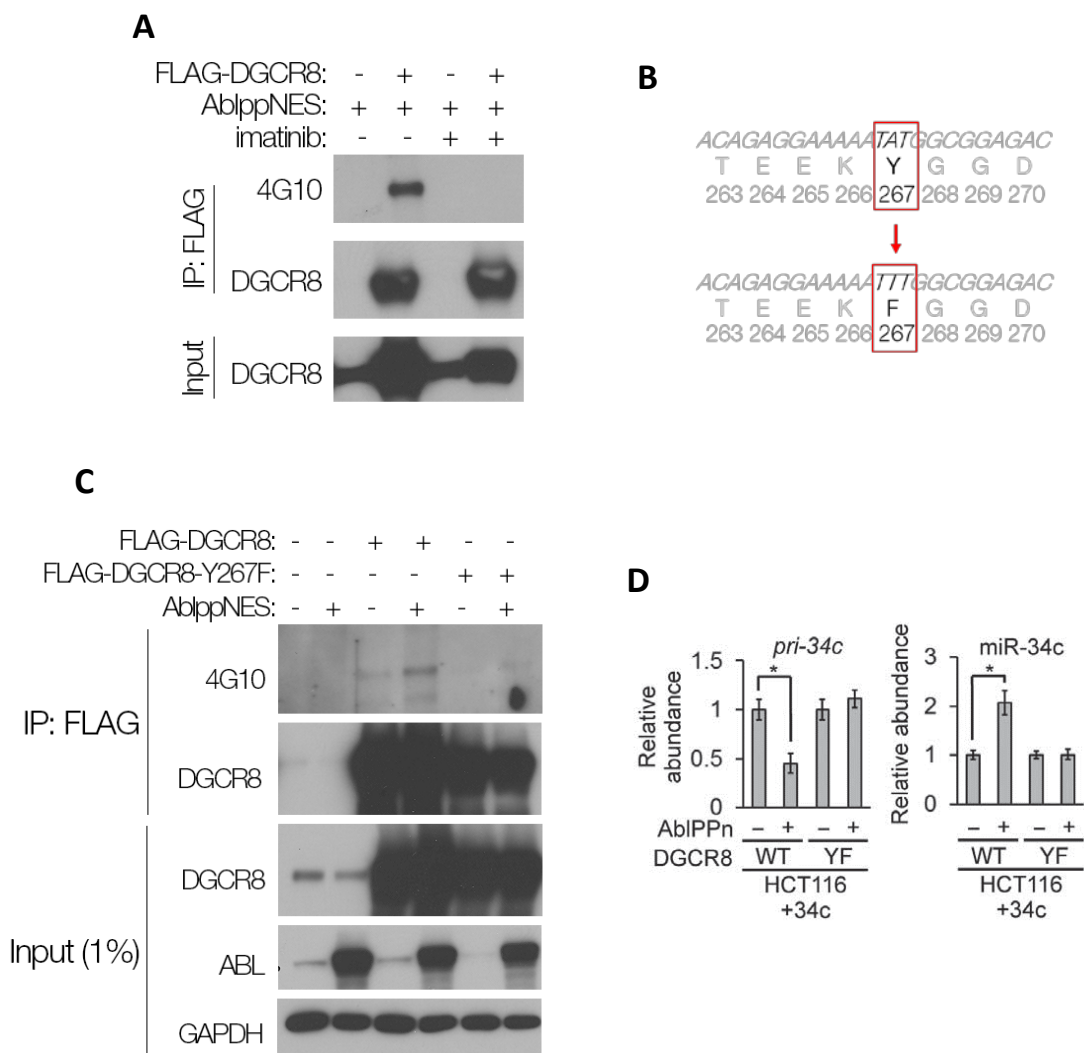 A
FLAG-DGCR8: - + - +
AblppNES: + + + +
imatinib: - - + +
IP: FLAG
4G10
DGCR8
Input
DGCR8
B
ACAGAGGAAAAATATGGCGGAGAC
T E E K Y G G D
263 264 265 266 267 268 269 270
ACAGAGGAAAAATTTGGCGGAGAC
T E E K F G G D
263 264 265 266 267 268 269 270
C
FLAG-DGCR8: - - + + - -
FLAG-DGCR8-Y267F: - - - - + +
AblppNES: - + - + - +
IP: FLAG
4G10
DGCR8
Input (1%)
DGCR8
ABL
GAPDH
D
pri-34c
Relative abundance
1.5
1
0.5
0
*
AblPPn – + – +
DGCR8 WT YF
HCT116
+34c
miR-34c
Relative abundance
3
2
1
0
*
– + – +
WT YF
HCT116
+34c